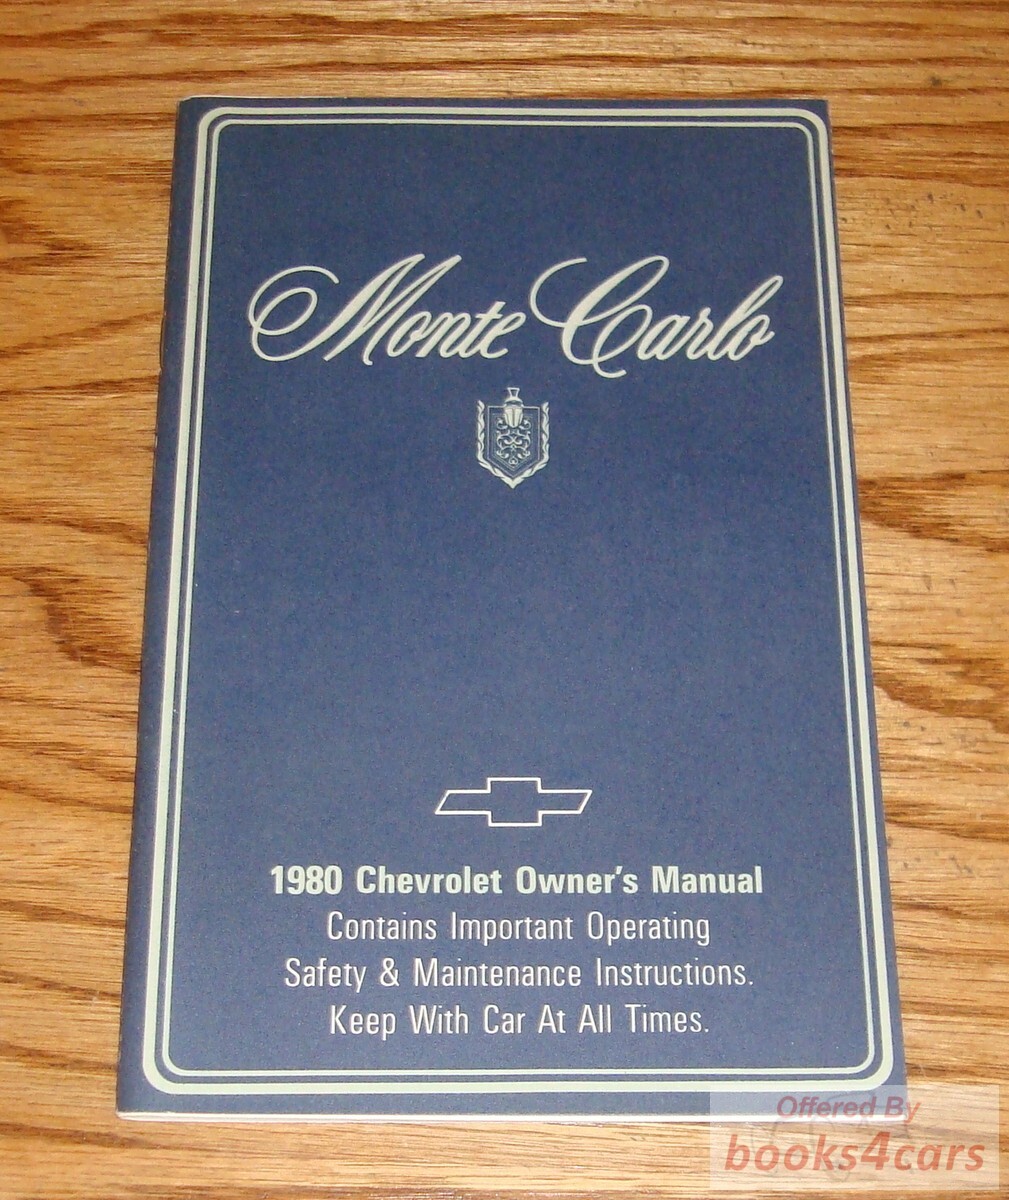 Monte Carlo
1980 Chevrolet Owner's Manual
Contains Important Operating
Safety & Maintenance Instructions.
Keep With Car At All Times.
Offered By
books4cars